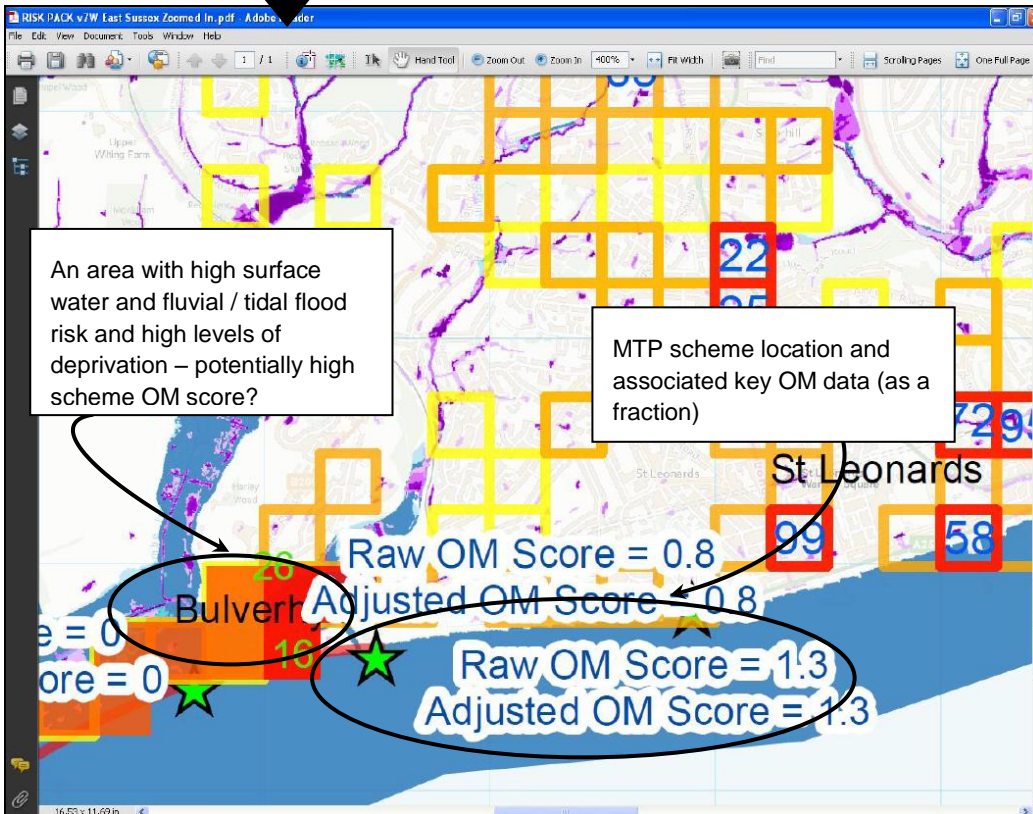 RISK PACK v7W East Sussex Zoomed In.pdf - Adobe Reader
File Edit View Document Tools Window Help
1 / 1 Hand Tool Zoom Out Zoom In 400% Fit Width Find Scrolling Pages One Full Page
Upper
Wilting Farm
An area with high surface
water and fluvial / tidal flood
risk and high levels of
deprivation – potentially high
scheme OM score?
22
MTP scheme location and
associated key OM data (as a
fraction)
St Leonards
St Leonards
99
58
Raw OM Score = 0.8
Adjusted OM Score = 0.8
26
Bulverh
16
e = 0
ore = 0
Raw OM Score = 1.3
Adjusted OM Score = 1.3
16.53 x 11.69 in